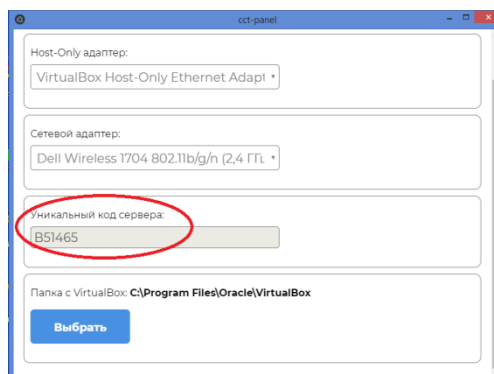 cct-panel
Host-Only адаптер:
VirtualBox Host-Only Ethernet Adapt
Сетевой адаптер:
Dell Wireless 1704 802.11b/g/n (2,4 ГГц
Уникальный код сервера:
B51465
Папка с VirtualBox: C:\Program Files\Oracle\VirtualBox
Выбрать